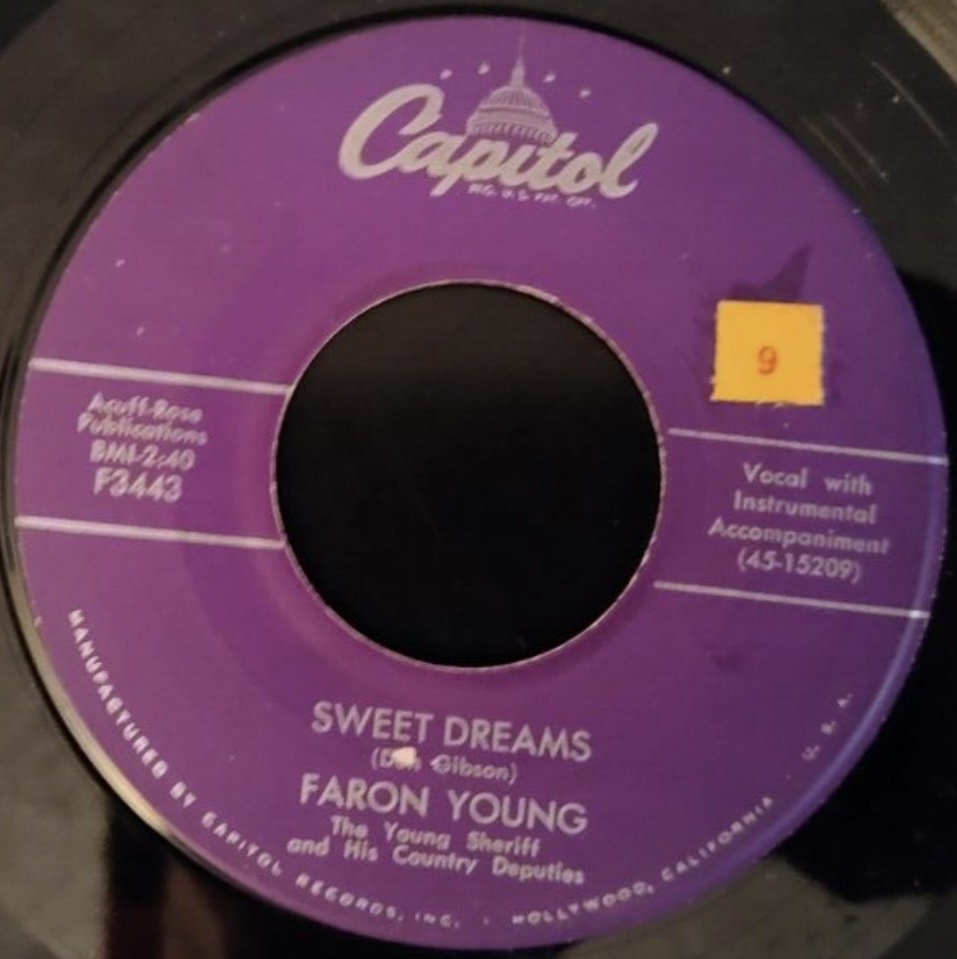 Capitol
REG. U.S. PAT. OFF.
9
Acuff-Rose
Publications
BMI-2:40
F3443
Vocal with
Instrumental
Accompaniment
(45-15209)
SWEET DREAMS
(Don Gibson)
FARON YOUNG
The Young Sheriff
and His Country Deputies
MANUFACTURED BY CAPITOL RECORDS, INC. · HOLLYWOOD, CALIFORNIA · U. S. A.